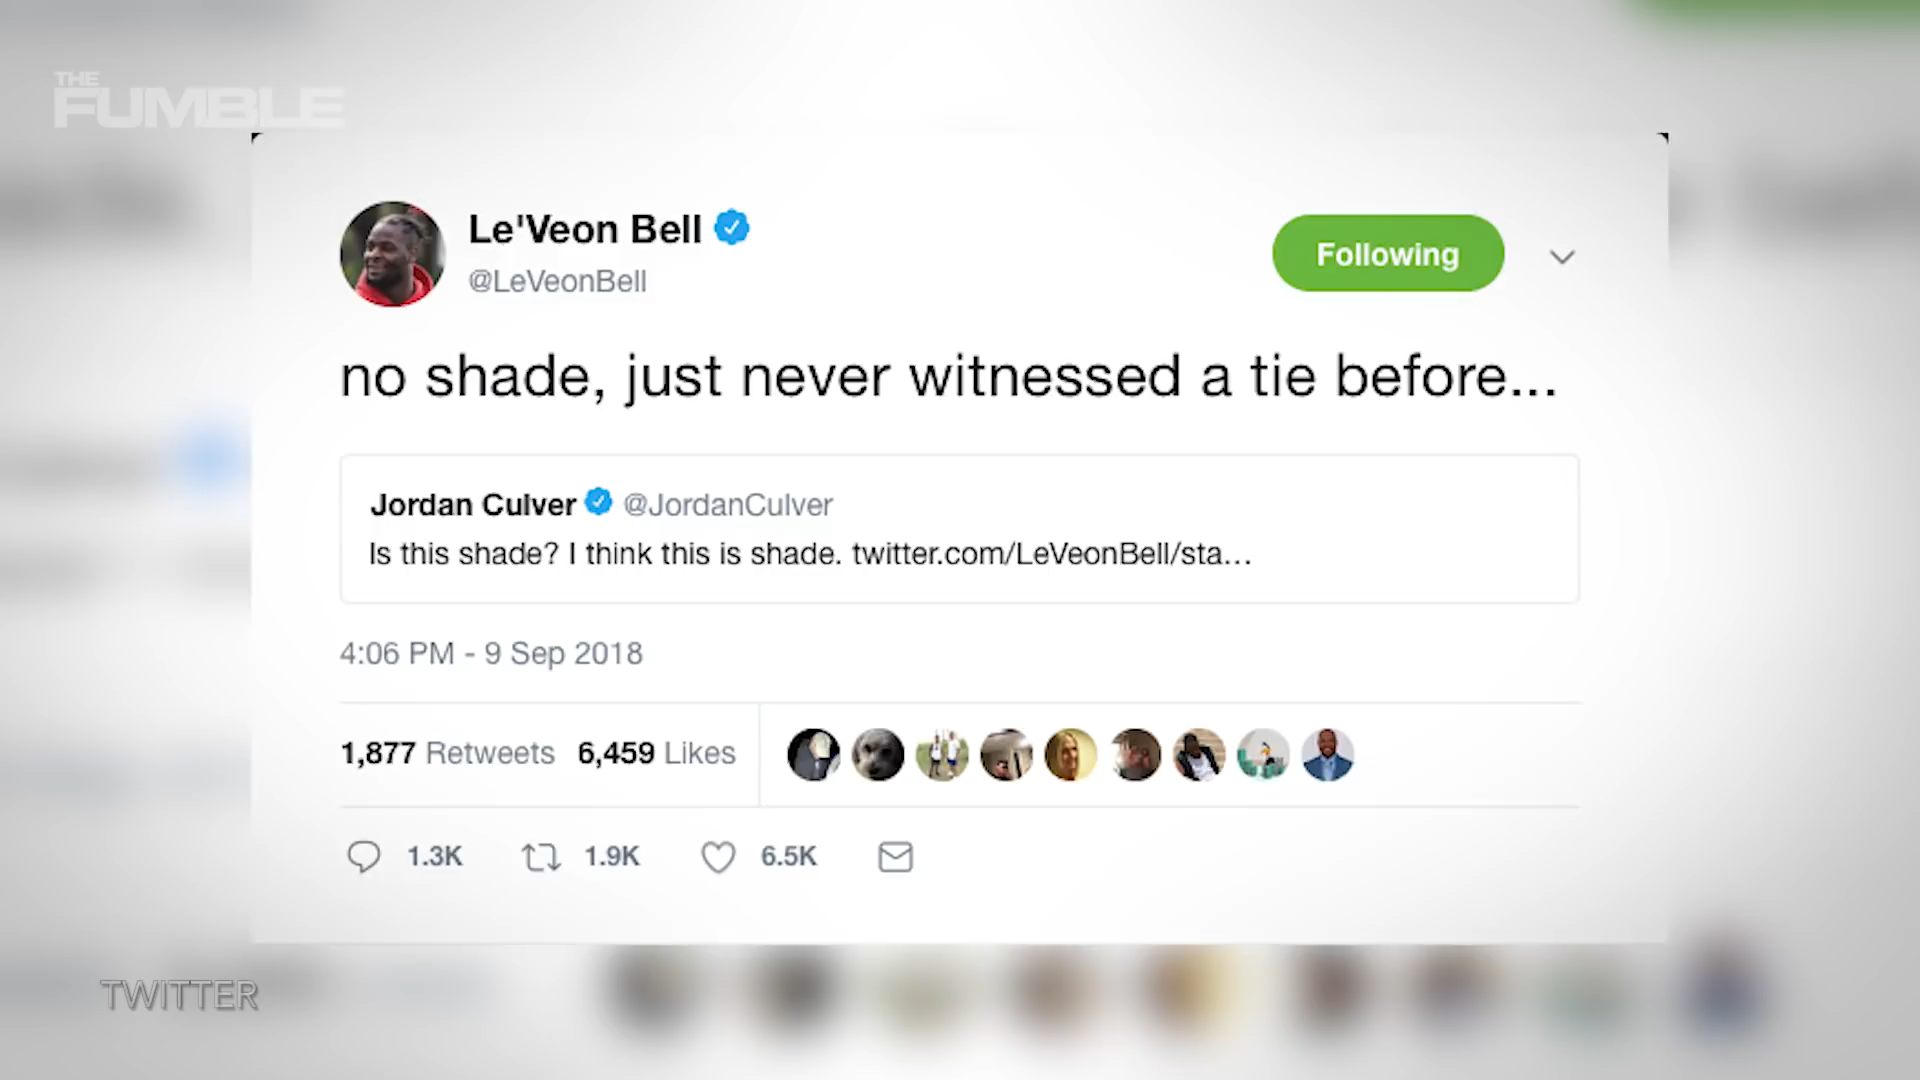 THE
FUMBLE
Le'Veon Bell
@LeVeonBell
Following
no shade, just never witnessed a tie before...
Jordan Culver @JordanCulver
Is this shade? I think this is shade. twitter.com/LeVeonBell/sta...
4:06 PM - 9 Sep 2018
1,877 Retweets 6,459 Likes
1.3K 1.9K 6.5K
TWITTER